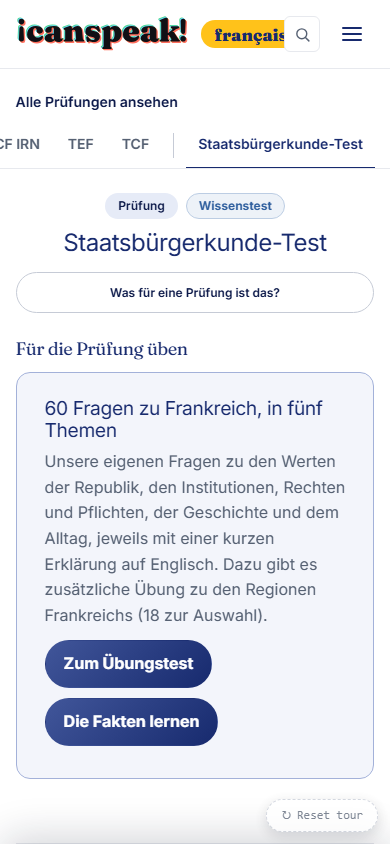 icanspeak! français
Alle Prüfungen ansehen
CF IRN TEF TCF Staatsbürgerkunde-Test
Prüfung Wissenstest
Staatsbürgerkunde-Test
Was für eine Prüfung ist das?
Für die Prüfung üben
60 Fragen zu Frankreich, in fünf
Themen
Unsere eigenen Fragen zu den Werten
der Republik, den Institutionen, Rechten
und Pflichten, der Geschichte und dem
Alltag, jeweils mit einer kurzen
Erklärung auf Englisch. Dazu gibt es
zusätzliche Übung zu den Regionen
Frankreichs (18 zur Auswahl).
Zum Übungstest
Die Fakten lernen
↻ Reset tour